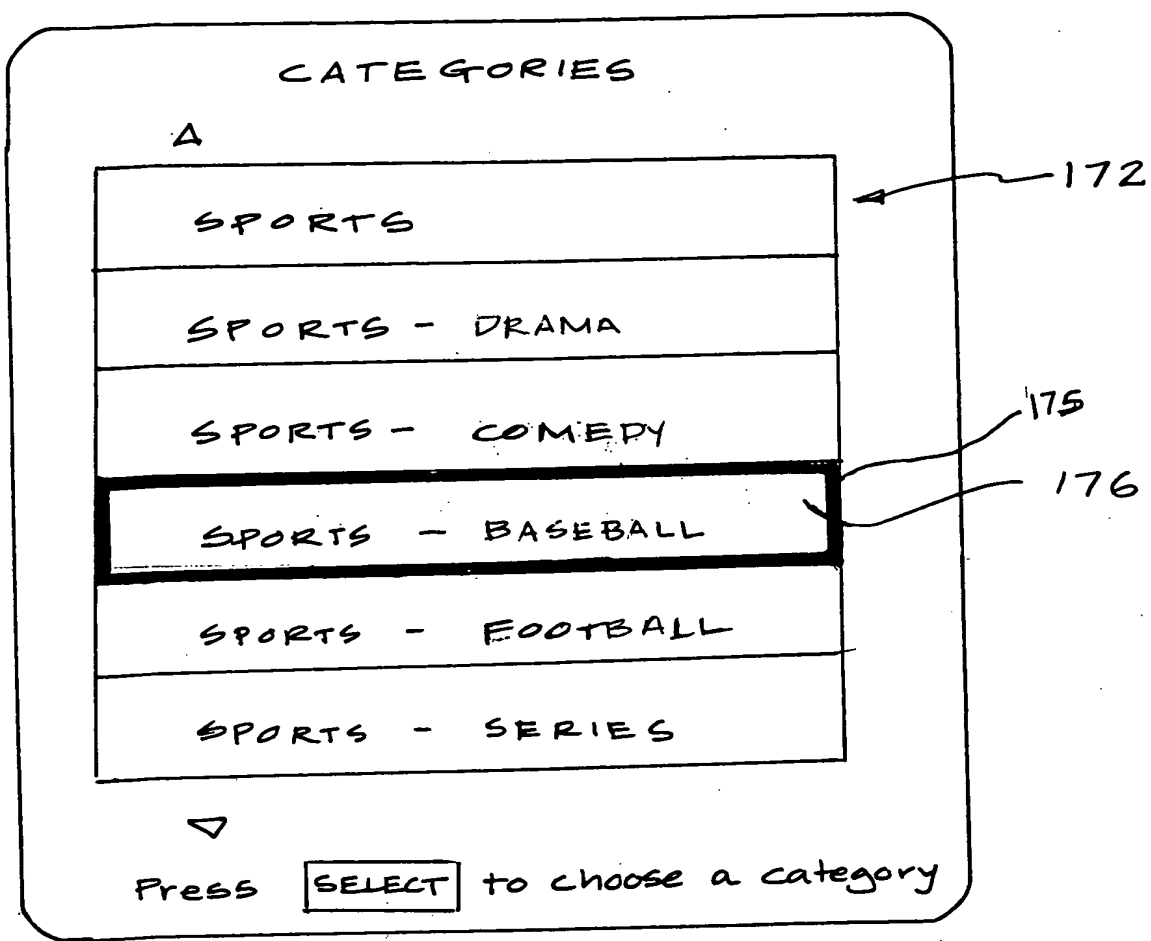 CATEGORIES
SPORTS
172
SPORTS - DRAMA
SPORTS - COMEDY
175
176
SPORTS - BASEBALL
SPORTS - FOOTBALL
SPORTS - SERIES
Press SELECT to choose a category